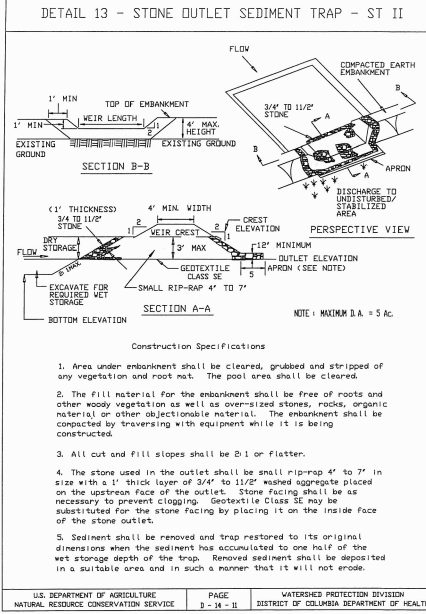 DETAIL 13 - STONE OUTLET SEDIMENT TRAP - ST II
FLOW
COMPACTED EARTH
EMBANKMENT
B
3/4" TO 11/2"
STONE
A
B
A
APRON
DISCHARGE TO
UNDISTURBED/
STABILIZED
AREA
PERSPECTIVE VIEW
1' MIN
TOP OF EMBANKMENT
1' MIN
WEIR LENGTH
1
2
4' MAX.
HEIGHT
EXISTING
GROUND
EXISTING GROUND
SECTION B-B
(1' THICKNESS)
3/4 TO 11/2"
STONE
4' MIN. WIDTH
1
2
2
1
CREST
ELEVATION
WEIR CREST
DRY
STORAGE
3' MAX
12" MINIMUM
FLOW
OUTLET ELEVATION
GEOTEXTILE
CLASS SE
5
APRON (SEE NOTE)
EXCAVATE FOR
REQUIRED WET
STORAGE
SMALL RIP-RAP 4" TO 7"
SECTION A-A
BOTTOM ELEVATION
NOTE: MAXIMUM D.A. = 5 Ac.
Construction Specifications
1. Area under embankment shall be cleared, grubbed and stripped of
any vegetation and root mat. The pool area shall be cleared.
2. The fill material for the embankment shall be free of roots and
other woody vegetation as well as over-sized stones, rocks, organic
material or other objectionable material. The embankment shall be
compacted by traversing with equipment while it is being
constructed.
3. All cut and fill slopes shall be 2:1 or flatter.
4. The stone used in the outlet shall be small rip-rap 4" to 7" in
size with a 1' thick layer of 3/4" to 11/2" washed aggregate placed
on the upstream face of the outlet. Stone facing shall be as
necessary to prevent clogging. Geotextile Class SE may be
substituted for the stone facing by placing it on the inside face
of the stone outlet.
5. Sediment shall be removed and trap restored to its original
dimensions when the sediment has accumulated to one half of the
wet storage depth of the trap. Removed sediment shall be deposited
in a suitable area and in such a manner that it will not erode.
U.S. DEPARTMENT OF AGRICULTURE
NATURAL RESOURCE CONSERVATION SERVICE
PAGE
D - 14 - 11
WATERSHED PROTECTION DIVISION
DISTRICT OF COLUMBIA DEPARTMENT OF HEALTH